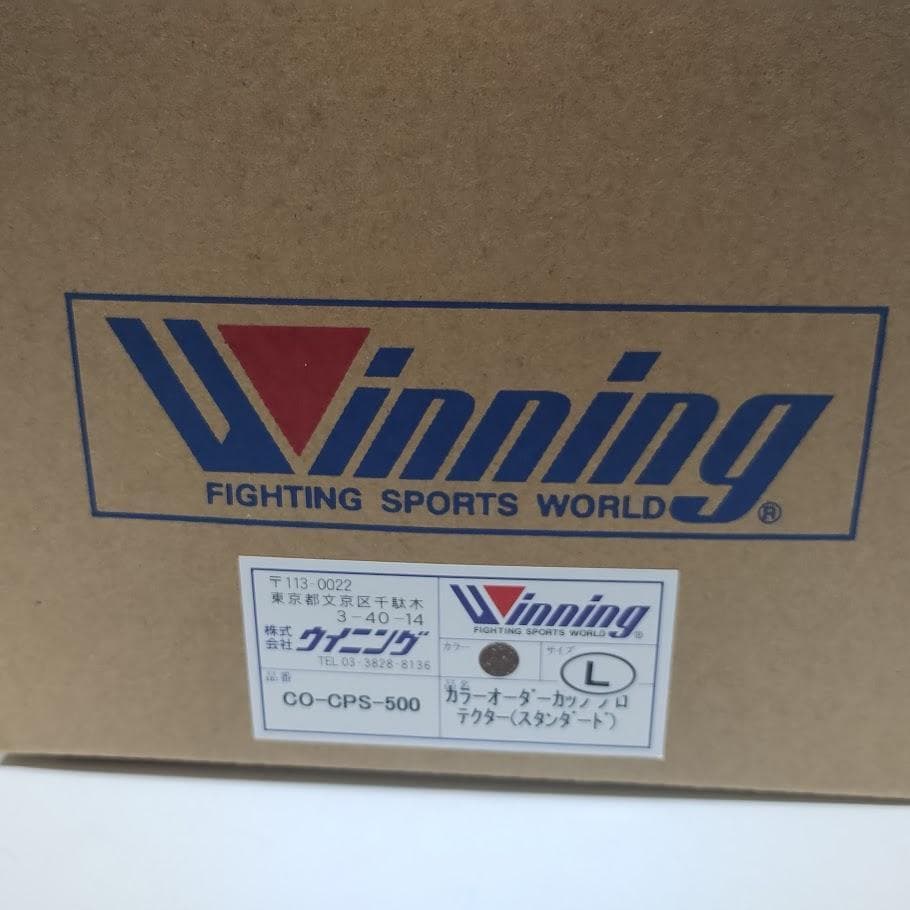 Winning
FIGHTING SPORTS WORLD ®
〒113-0022
東京都文京区千駄木
3-40-14
株式会社 ウイニング
TEL 03-3828-8136
品番
CO-CPS-500
Winning
FIGHTING SPORTS WORLD ®
カラー
サイズ
L
品名
カラーオーダーカッププロ
テクター(スタンダード)